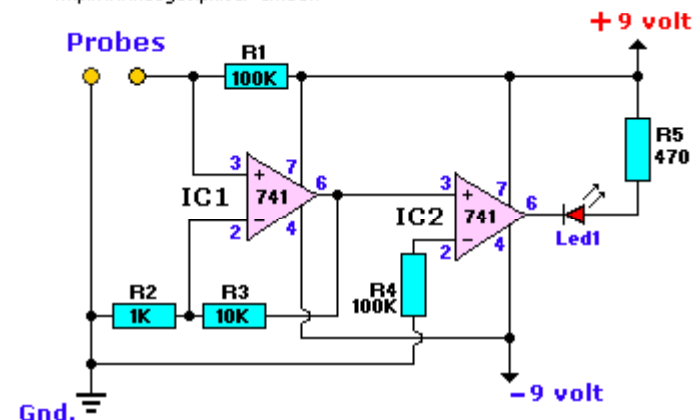 + 9 volt
Probes
R1
100K
R5
470
3
+
7
6
IC1
741
−
2
4
3
+
7
6
IC2
741
−
2
4
Led1
R2
1K
R3
10K
R4
100K
− 9 volt
Gnd.